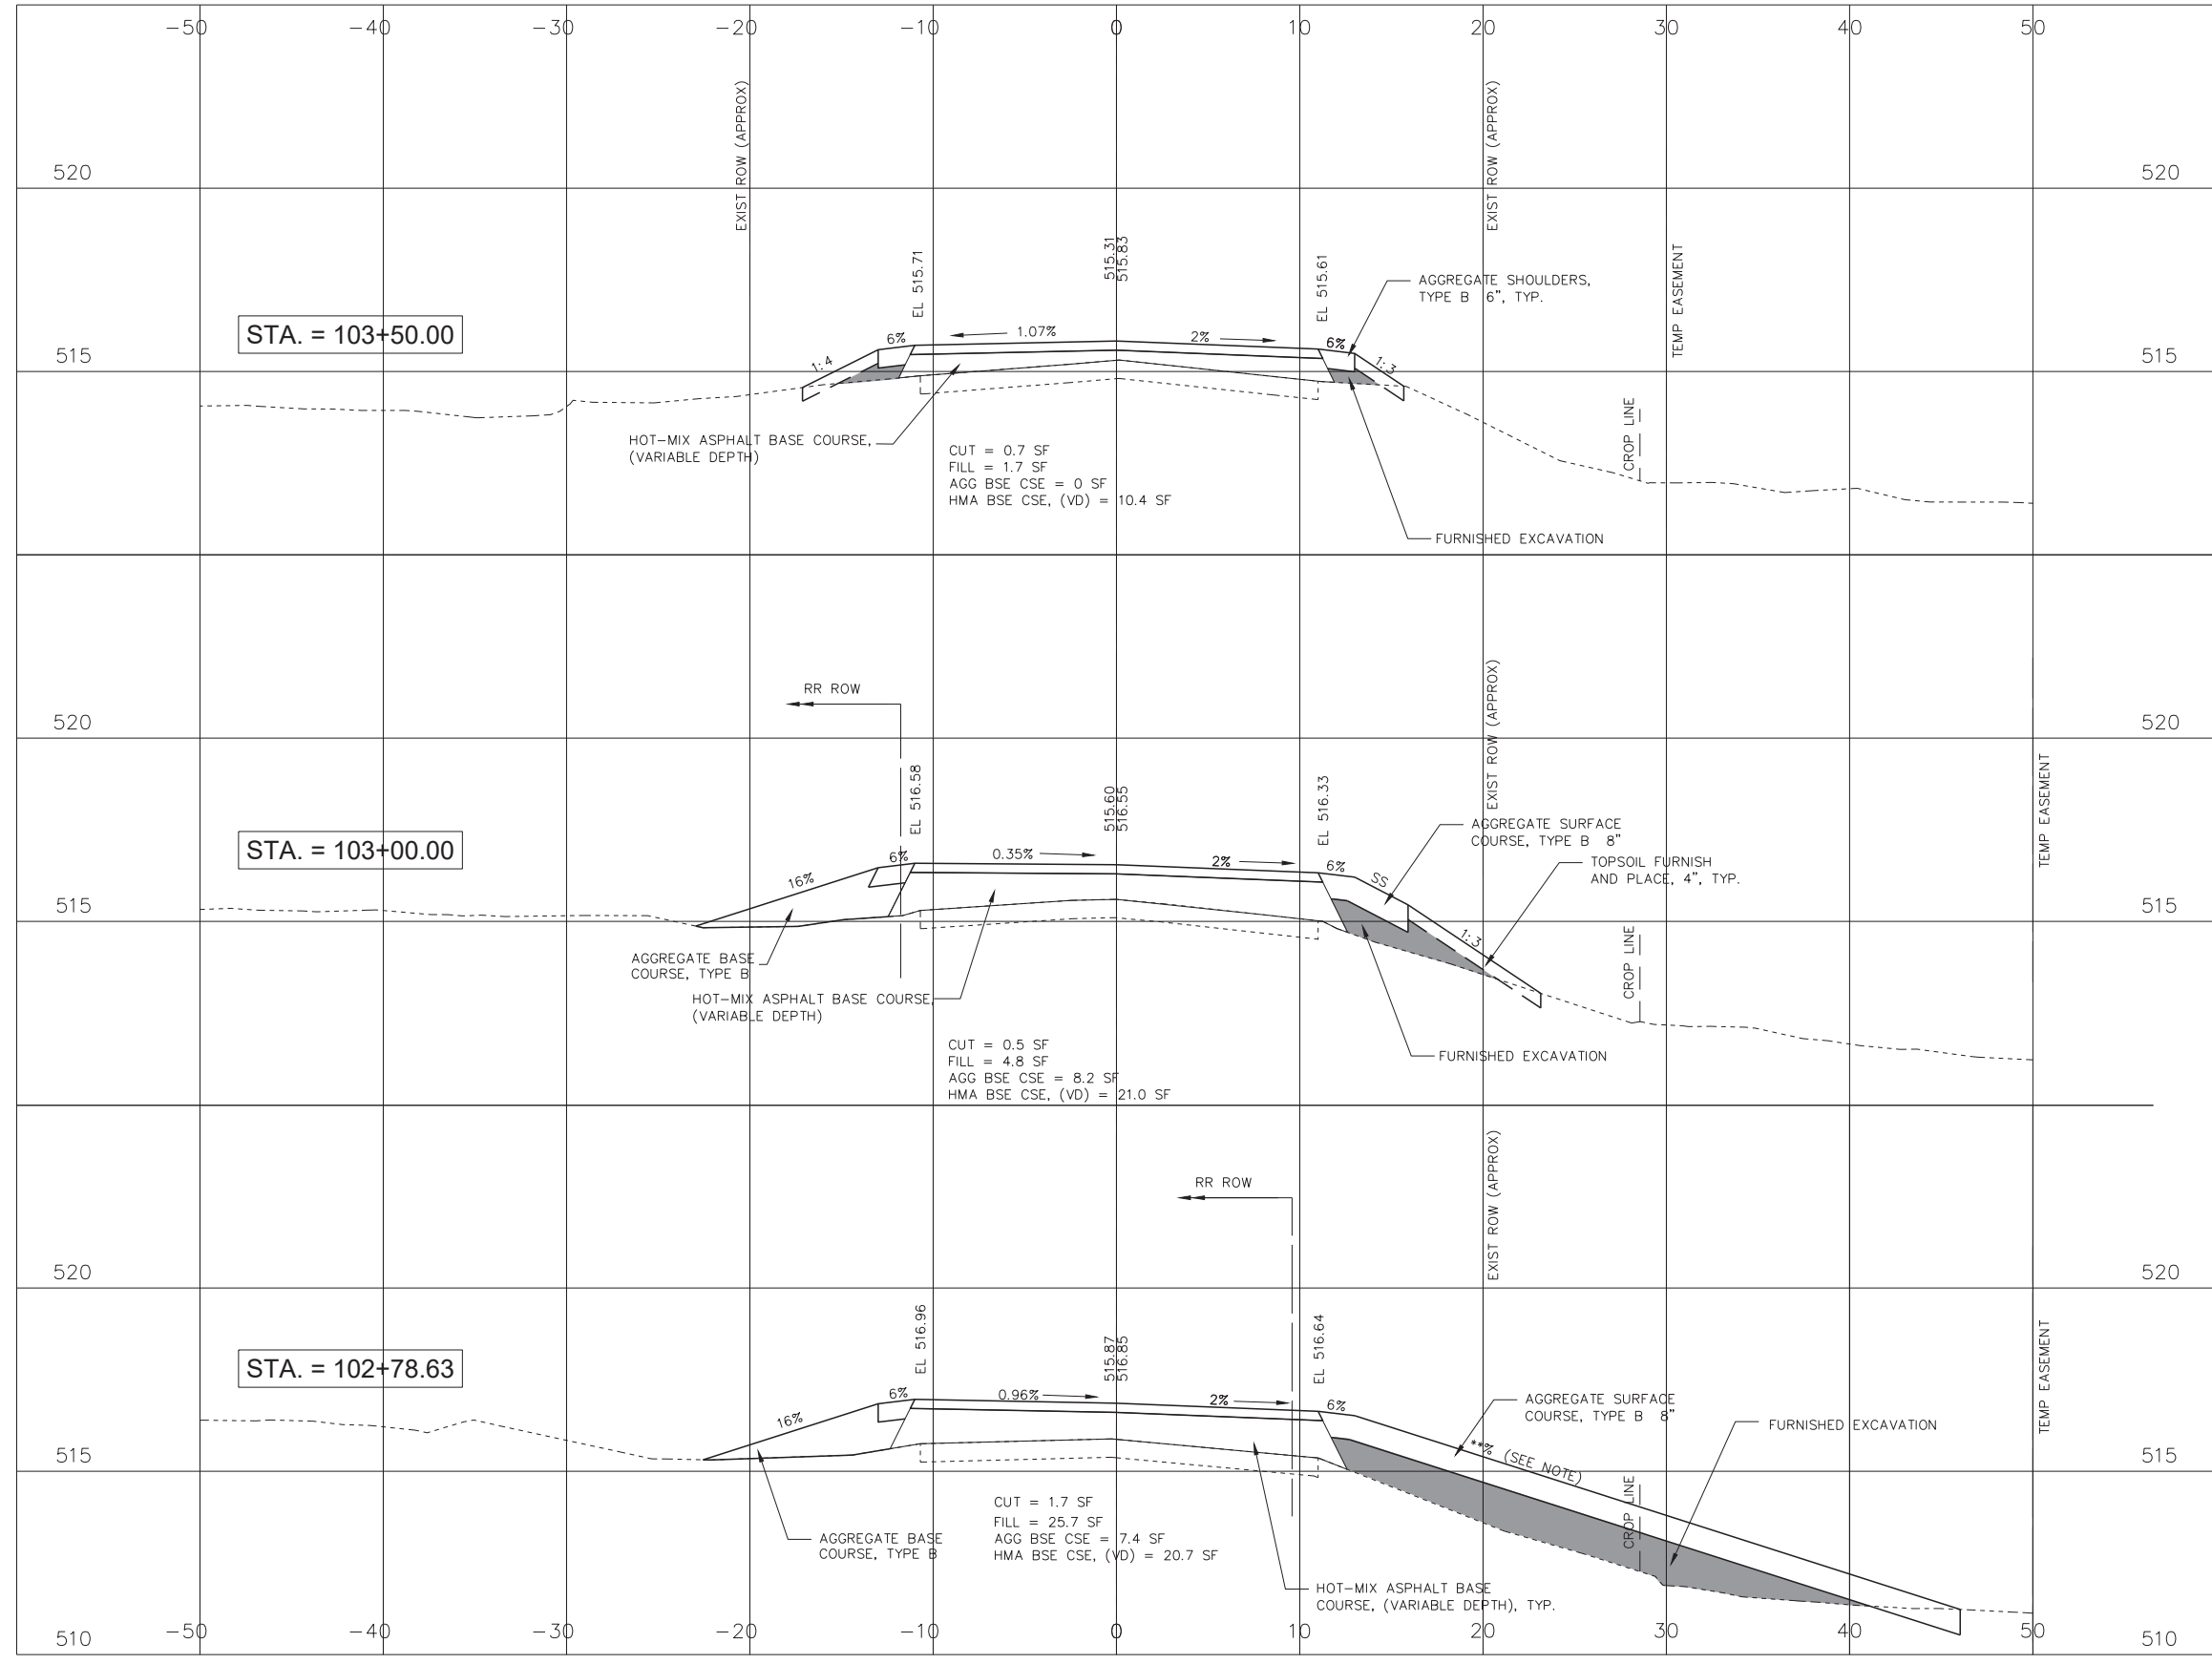 -50 -40 -30 -20 -10 0 10 20 30 40 50
EXIST ROW (APPROX)
EXIST ROW (APPROX)
520 520
TEMP EASEMENT
EL 515.71
515.31
515.83
EL 515.61
AGGREGATE SHOULDERS,
TYPE B 6", TYP.
STA. = 103+50.00
1:4
6%
1.07%
2%
6%
1:3
515 515
CROP LINE
HOT-MIX ASPHALT BASE COURSE,
(VARIABLE DEPTH)
CUT = 0.7 SF
FILL = 1.7 SF
AGG BSE CSE = 0 SF
HMA BSE CSE, (VD) = 10.4 SF
FURNISHED EXCAVATION
RR ROW
EXIST ROW (APPROX)
520 520
TEMP EASEMENT
EL 516.58
515.60
516.55
EL 516.33
AGGREGATE SURFACE
COURSE, TYPE B 8"
TOPSOIL FURNISH
AND PLACE, 4", TYP.
STA. = 103+00.00
16%
6%
0.35%
2%
6%
SS
1:3
515 515
CROP LINE
AGGREGATE BASE
COURSE, TYPE B
HOT-MIX ASPHALT BASE COURSE,
(VARIABLE DEPTH)
CUT = 0.5 SF
FILL = 4.8 SF
AGG BSE CSE = 8.2 SF
HMA BSE CSE, (VD) = 21.0 SF
FURNISHED EXCAVATION
RR ROW
EXIST ROW (APPROX)
520 520
TEMP EASEMENT
EL 516.96
515.87
516.85
EL 516.64
STA. = 102+78.63
16%
6%
0.96%
2%
6%
AGGREGATE SURFACE
COURSE, TYPE B 8"
FURNISHED EXCAVATION
**% (SEE NOTE)
515 515
CROP LINE
AGGREGATE BASE
COURSE, TYPE B
CUT = 1.7 SF
FILL = 25.7 SF
AGG BSE CSE = 7.4 SF
HMA BSE CSE, (VD) = 20.7 SF
HOT-MIX ASPHALT BASE
COURSE, (VARIABLE DEPTH), TYP.
510 -50 -40 -30 -20 -10 0 10 20 30 40 50 510